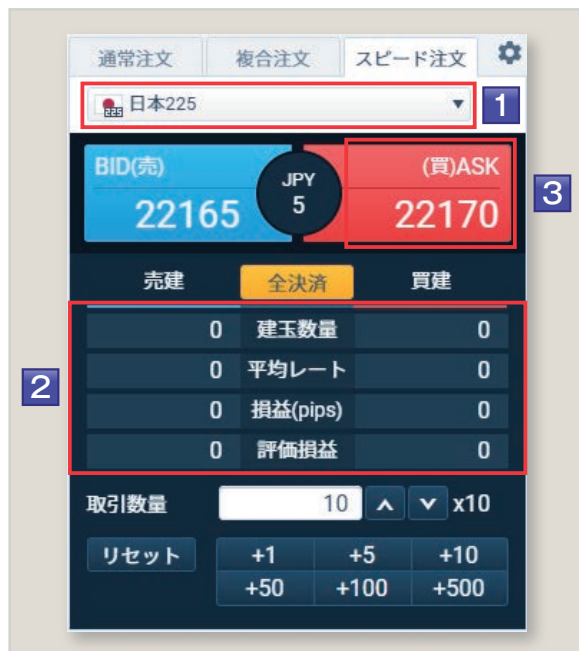 通常注文 複合注文 スピード注文
日本225 ▼ 1
BID(売) JPY (買)ASK
22165 5 22170 3
売建 全決済 買建
0 建玉数量 0
0 平均レート 0
2
0 損益(pips) 0
0 評価損益 0
取引数量 10 x10
リセット +1 +5 +10
+50 +100 +500